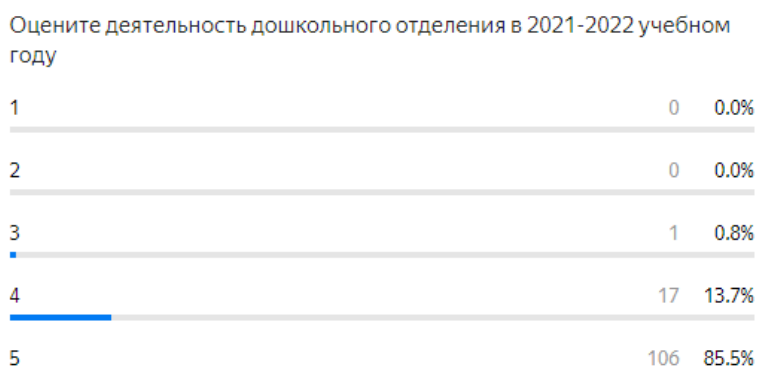 Оцените деятельность дошкольного отделения в 2021-2022 учебном
году
1 0 0.0%
2 0 0.0%
3 1 0.8%
4 17 13.7%
5 106 85.5%